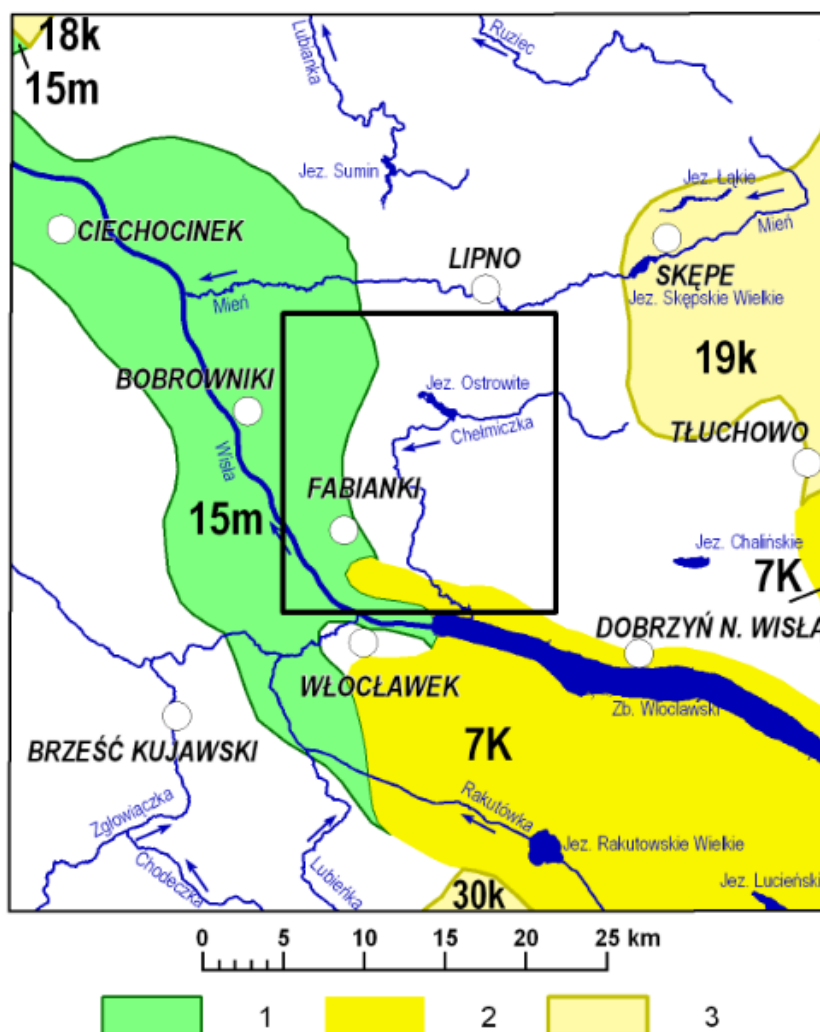 18k
15m
Lubianka
Ruziec
Jez. Sumin
Jez. Łąkie
CIECHOCINEK
LIPNO
SKĘPE
Mień
Mień
Jez. Skępskie Wielkie
19k
BOBROWNIKI
Jez. Ostrowite
Chełmiczka
TŁUCHOWO
Wisła
FABIANKI
15m
Jez. Chalińskie
7K
DOBRZYŃ N. WISŁĄ
WŁOCŁAWEK
Zb. Wloclawski
BRZEŚĆ KUJAWSKI
7K
Zgłowiączka
Rakutówka
Chodeczka
Lubieńka
Jez. Rakutowskie Wielkie
Jez. Lucieński
30k
0 5 10 15 20 25 km
1 2 3